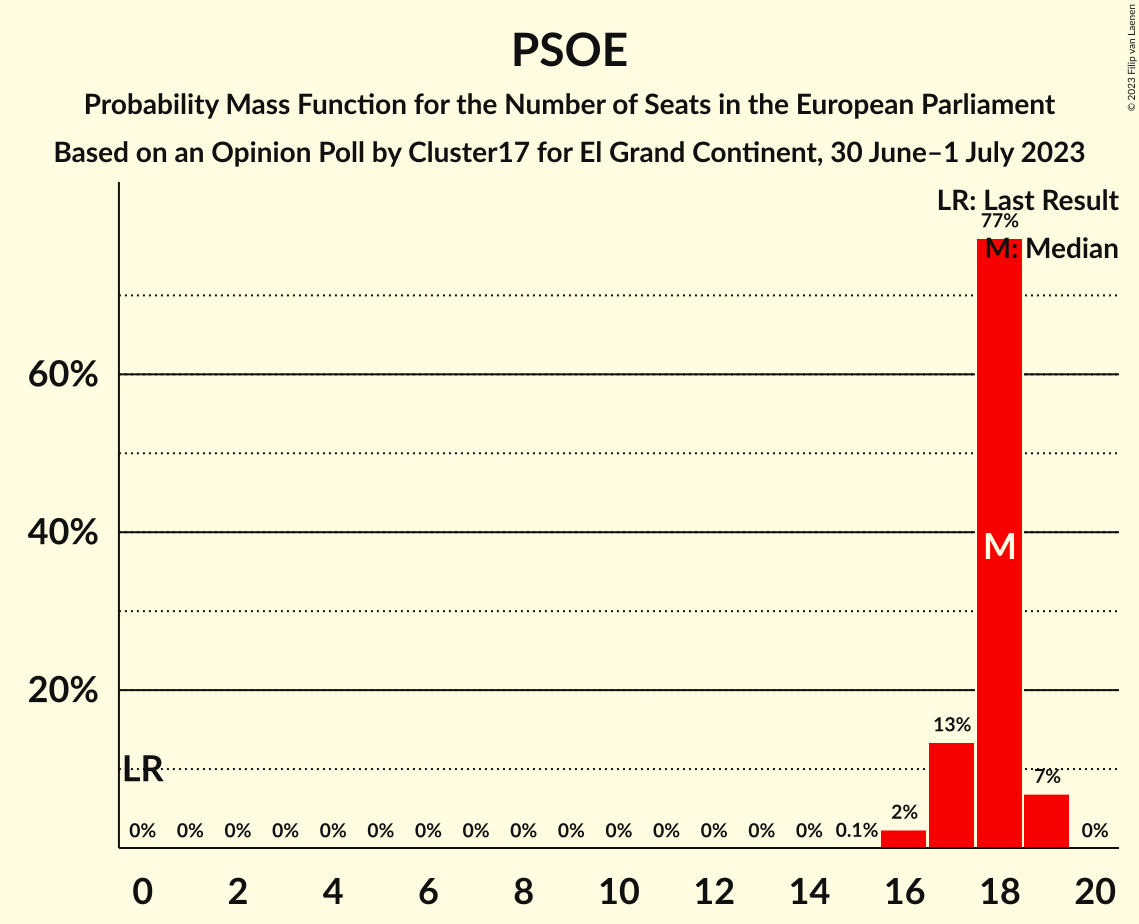 PSOE
Probability Mass Function for the Number of Seats in the European Parliament
Based on an Opinion Poll by Cluster17 for El Grand Continent, 30 June–1 July 2023
© 2023 Filip van Laenen
LR: Last Result
77%
M: Median
60%
40%
M
20%
13%
LR
7%
2%
0% 0% 0% 0% 0% 0% 0% 0% 0% 0% 0% 0% 0% 0% 0% 0.1% 0%
0 2 4 6 8 10 12 14 16 18 20